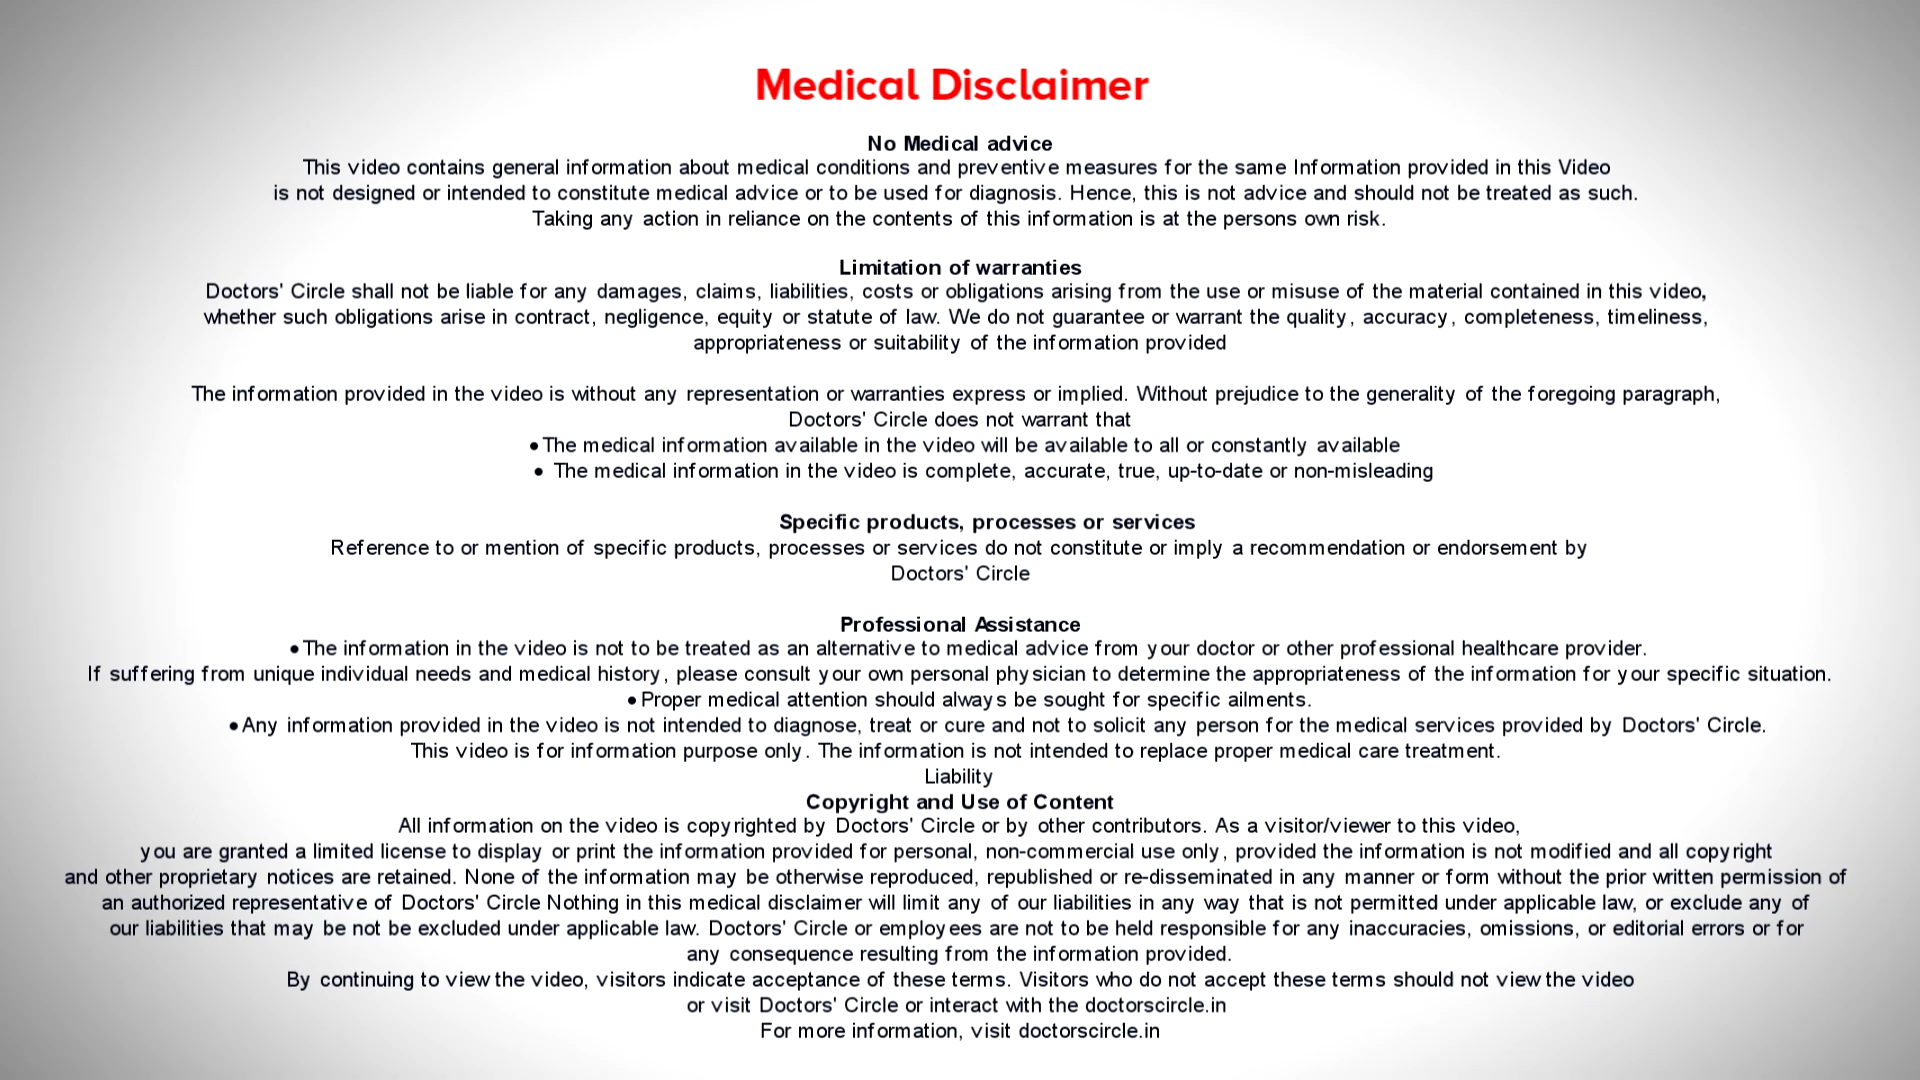 Medical Disclaimer
No Medical advice
This video contains general information about medical conditions and preventive measures for the same Information provided in this Video
is not designed or intended to constitute medical advice or to be used for diagnosis. Hence, this is not advice and should not be treated as such.
Taking any action in reliance on the contents of this information is at the persons own risk.
Limitation of warranties
Doctors' Circle shall not be liable for any damages, claims, liabilities, costs or obligations arising from the use or misuse of the material contained in this video,
whether such obligations arise in contract, negligence, equity or statute of law. We do not guarantee or warrant the quality, accuracy, completeness, timeliness,
appropriateness or suitability of the information provided
The information provided in the video is without any representation or warranties express or implied. Without prejudice to the generality of the foregoing paragraph,
Doctors' Circle does not warrant that
• The medical information available in the video will be available to all or constantly available
• The medical information in the video is complete, accurate, true, up-to-date or non-misleading
Specific products, processes or services
Reference to or mention of specific products, processes or services do not constitute or imply a recommendation or endorsement by
Doctors' Circle
Professional Assistance
• The information in the video is not to be treated as an alternative to medical advice from your doctor or other professional healthcare provider.
If suffering from unique individual needs and medical history, please consult your own personal physician to determine the appropriateness of the information for your specific situation.
• Proper medical attention should always be sought for specific ailments.
• Any information provided in the video is not intended to diagnose, treat or cure and not to solicit any person for the medical services provided by Doctors' Circle.
This video is for information purpose only. The information is not intended to replace proper medical care treatment.
Liability
Copyright and Use of Content
All information on the video is copyrighted by Doctors' Circle or by other contributors. As a visitor/viewer to this video,
you are granted a limited license to display or print the information provided for personal, non-commercial use only, provided the information is not modified and all copyright
and other proprietary notices are retained. None of the information may be otherwise reproduced, republished or re-disseminated in any manner or form without the prior written permission of
an authorized representative of Doctors' Circle Nothing in this medical disclaimer will limit any of our liabilities in any way that is not permitted under applicable law, or exclude any of
our liabilities that may be not be excluded under applicable law. Doctors' Circle or employees are not to be held responsible for any inaccuracies, omissions, or editorial errors or for
any consequence resulting from the information provided.
By continuing to view the video, visitors indicate acceptance of these terms. Visitors who do not accept these terms should not view the video
or visit Doctors' Circle or interact with the doctorscircle.in
For more information, visit doctorscircle.in